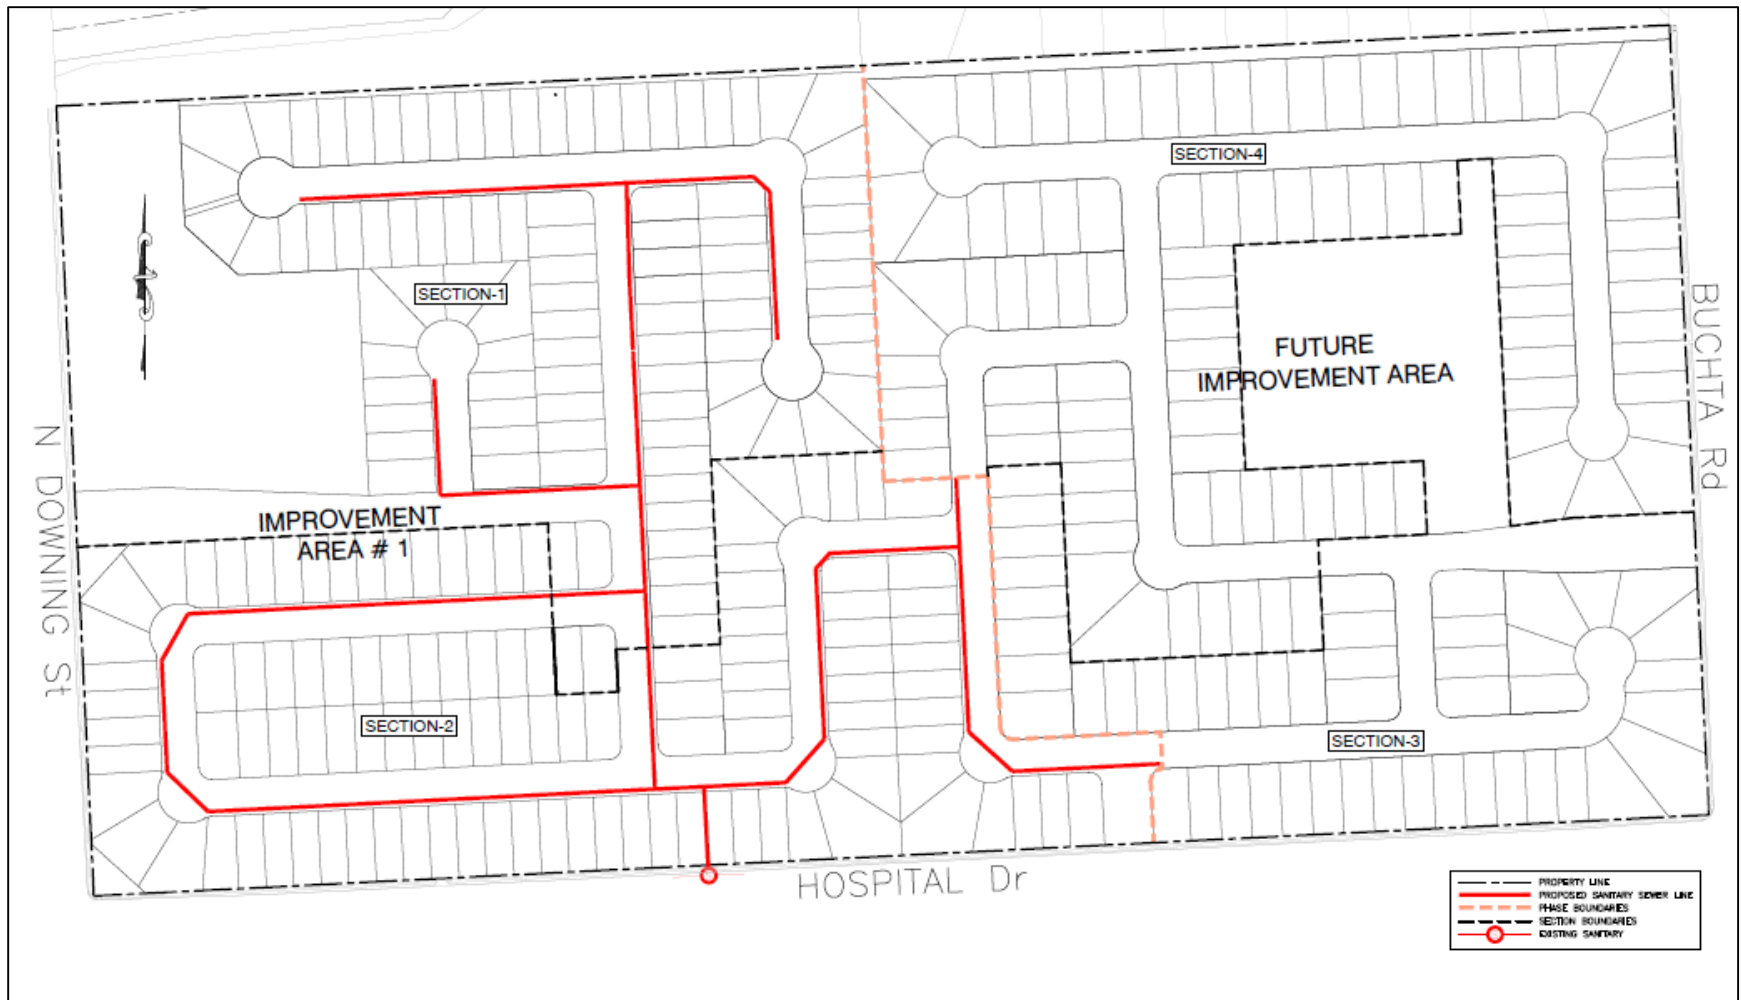 SECTION-4
SECTION-1
FUTURE
IMPROVEMENT AREA
BUCHTA Rd
N DOWNING St
IMPROVEMENT
AREA # 1
SECTION-2
SECTION-3
HOSPITAL Dr
PROPERTY LINE
PROPOSED SANITARY SEWER LINE
PHASE BOUNDARIES
SECTION BOUNDARIES
EXISTING SANITARY